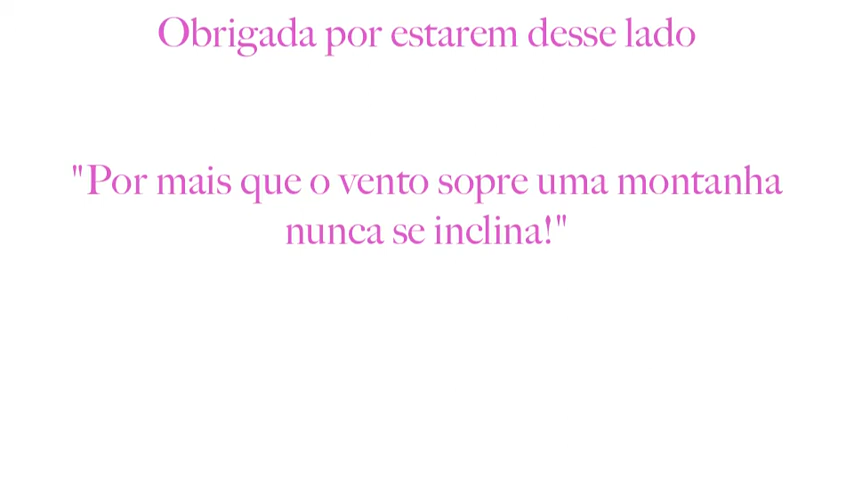 Obrigada por estarem desse lado
"Por mais que o vento sopre uma montanha
nunca se inclina!"